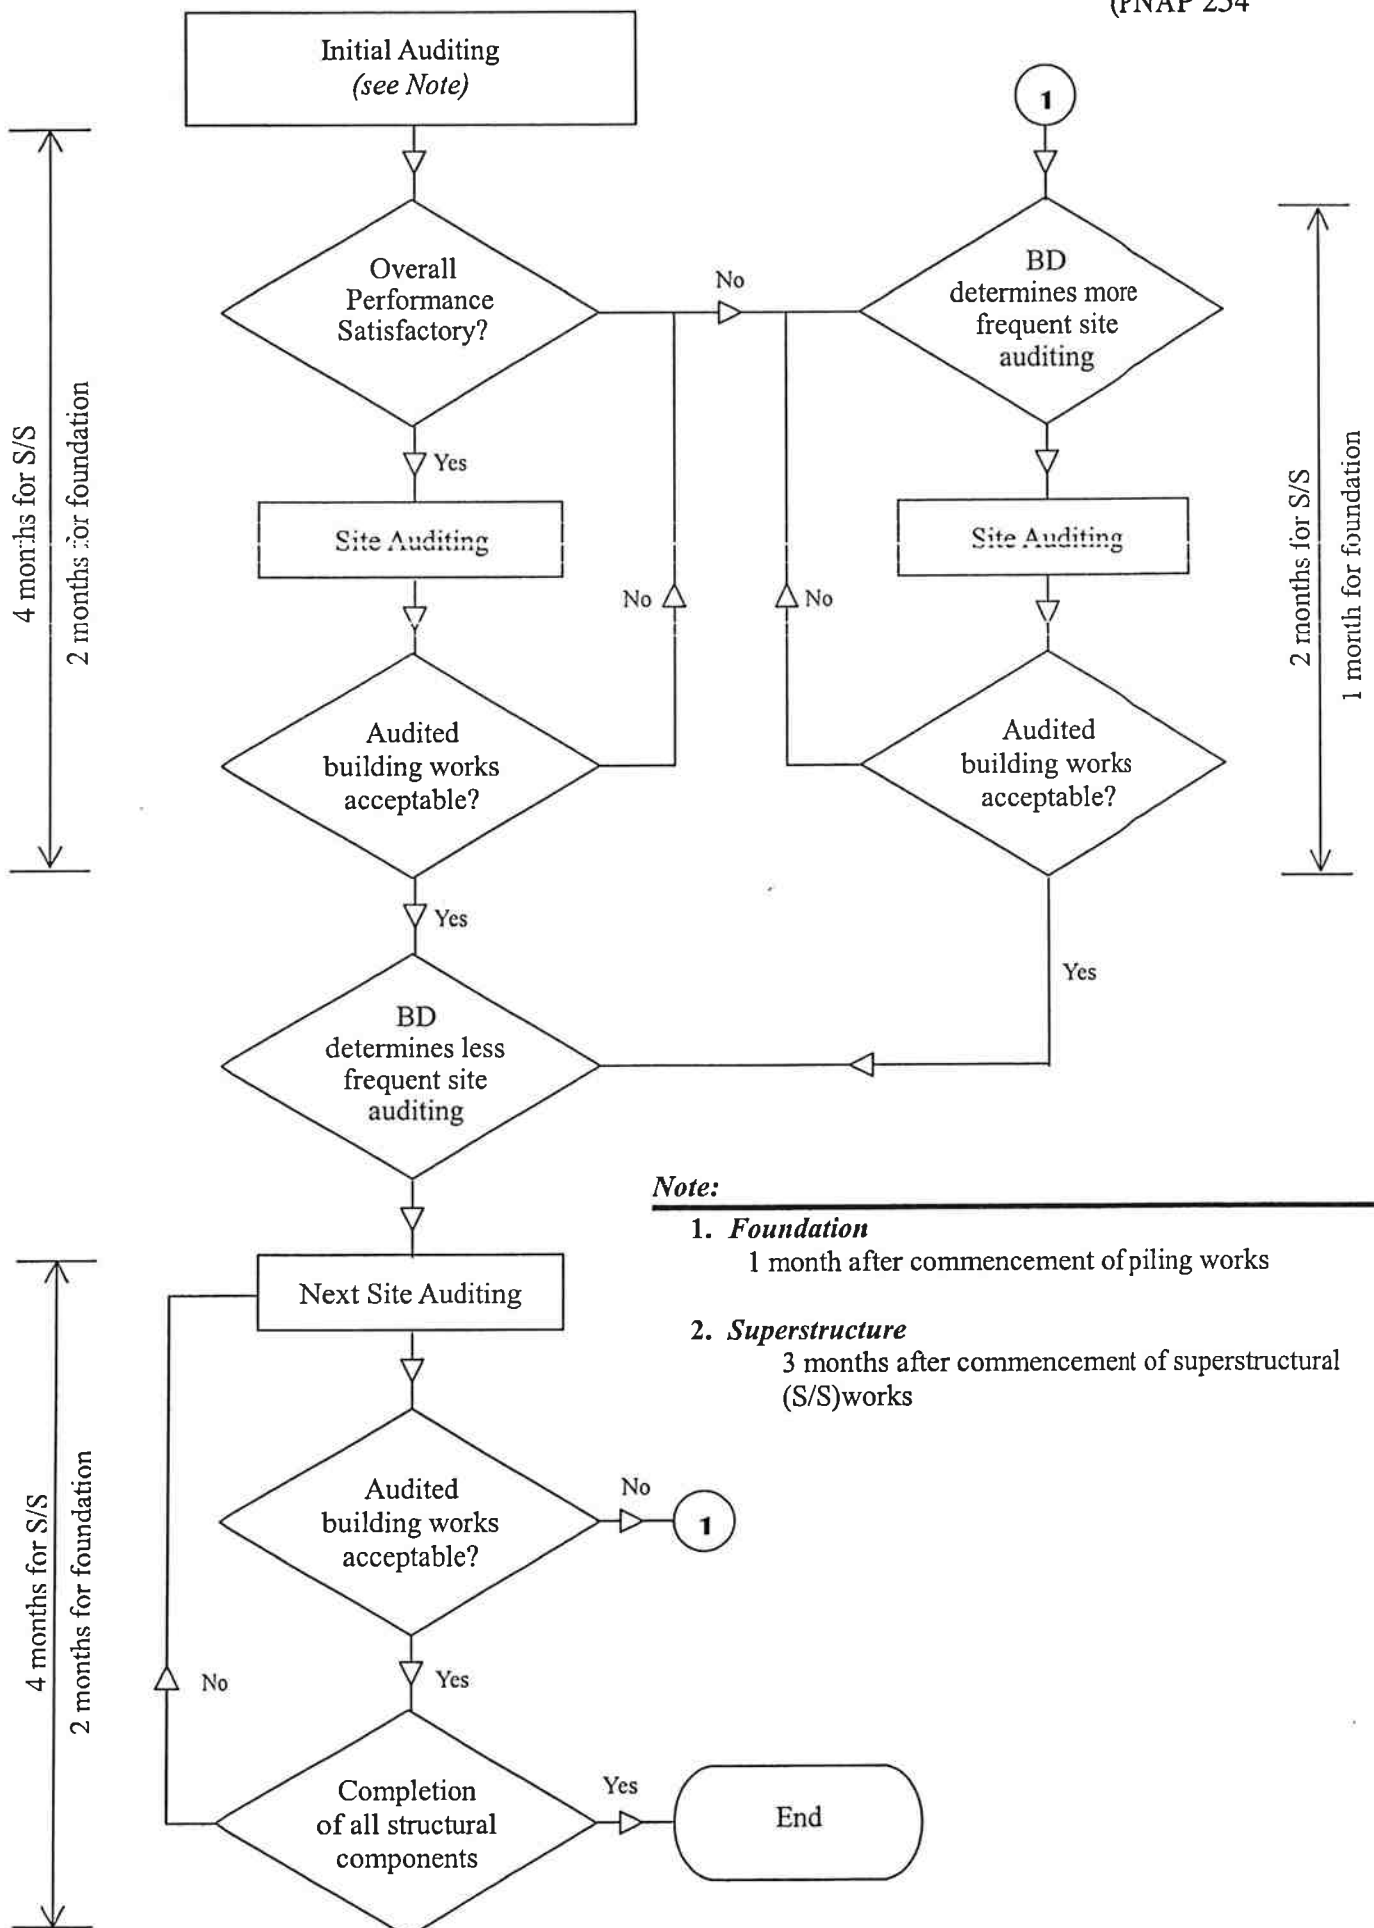 (PNAP 234
Initial Auditing
(see Note)
1
Overall
Performance
Satisfactory?
No
BD
determines more
frequent site
auditing
4 months for S/S
2 months for foundation
Yes
Site Auditing
Site Auditing
2 months for S/S
1 month for foundation
No
No
Audited
building works
acceptable?
Audited
building works
acceptable?
Yes
Yes
BD
determines less
frequent site
auditing
Note:
1. Foundation
1 month after commencement of piling works
2. Superstructure
3 months after commencement of superstructural
(S/S)works
Next Site Auditing
4 months for S/S
2 months for foundation
Audited
building works
acceptable?
No
1
Yes
No
Completion
of all structural
components
Yes
End